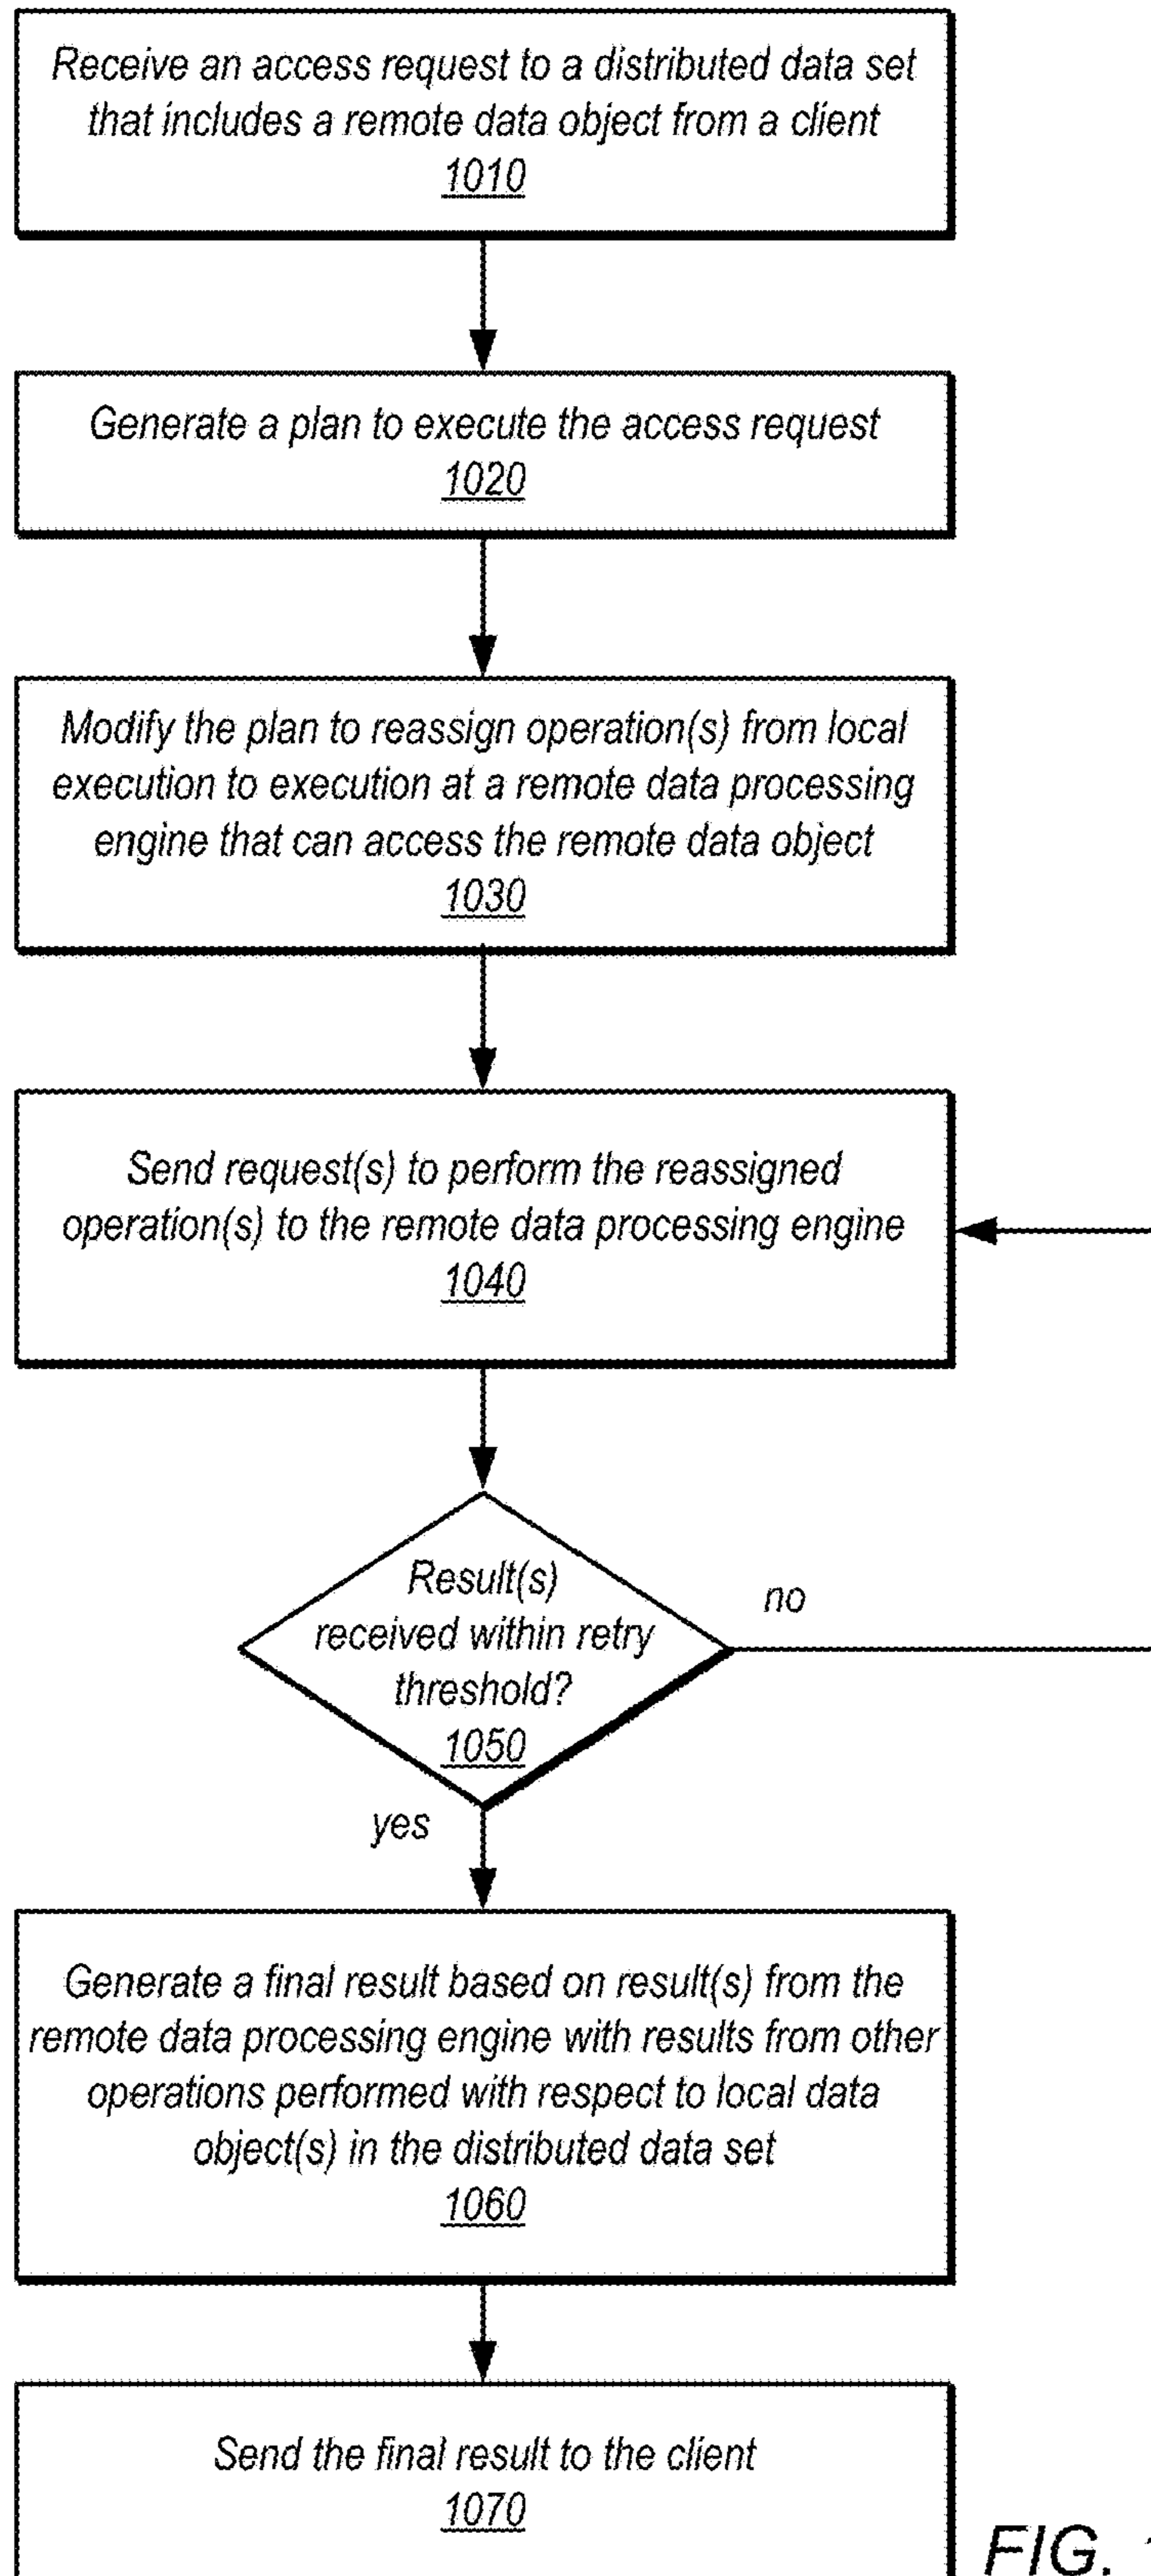 Receive an access request to a distributed data set
that includes a remote data object from a client
1010
Generate a plan to execute the access request
1020
Modify the plan to reassign operation(s) from local
execution to execution at a remote data processing
engine that can access the remote data object
1030
Send request(s) to perform the reassigned
operation(s) to the remote data processing engine
1040
Result(s)
received within retry
threshold?
1050
no
yes
Generate a final result based on result(s) from the
remote data processing engine with results from other
operations performed with respect to local data
object(s) in the distributed data set
1060
Send the final result to the client
1070
FIG.